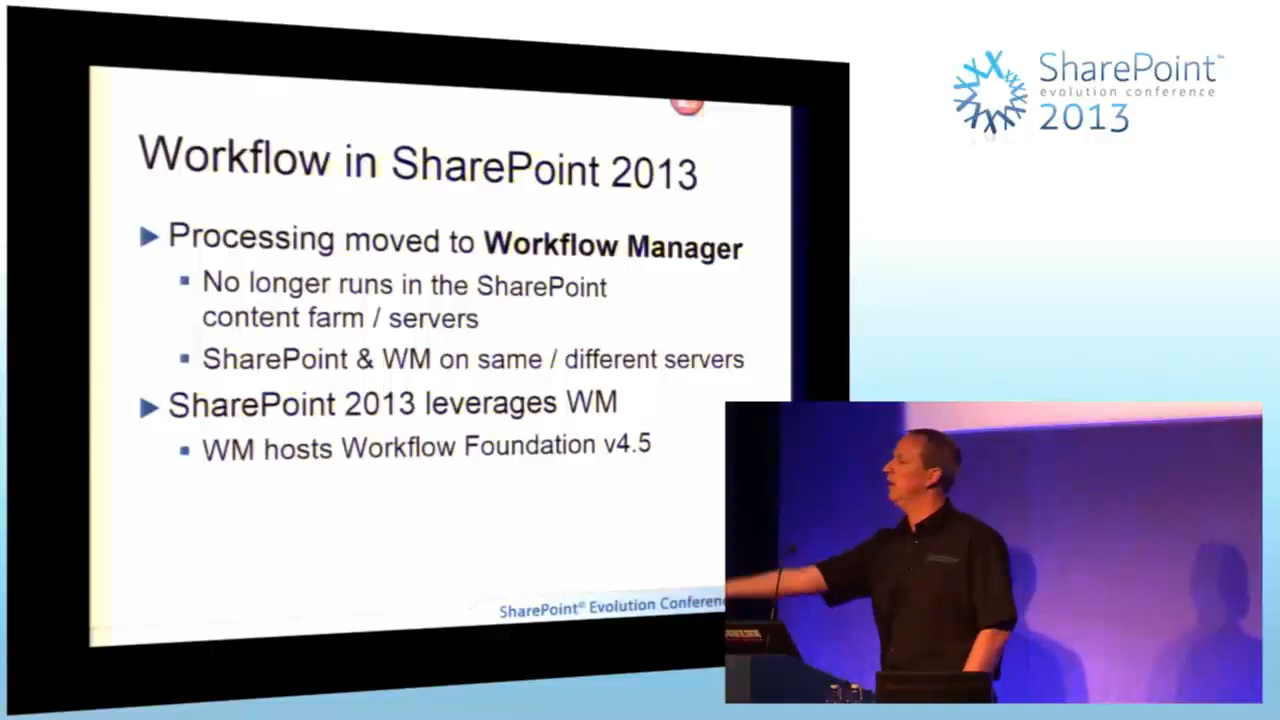 SharePoint™
evolution conference
2013
Workflow in SharePoint 2013
Processing moved to Workflow Manager
No longer runs in the SharePoint
content farm / servers
SharePoint & WM on same / different servers
SharePoint 2013 leverages WM
WM hosts Workflow Foundation v4.5
SharePoint® Evolution Conferen